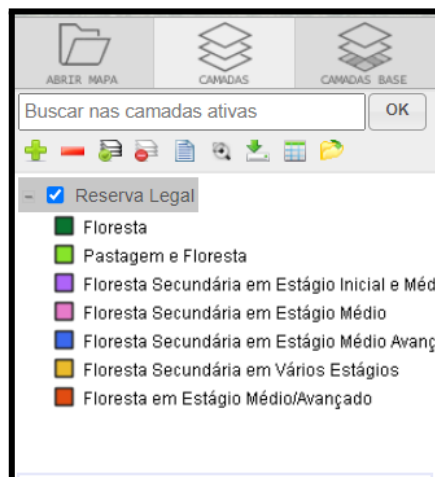 ABRIR MAPA CAMADAS CAMADAS BASE
Buscar nas camadas ativas OK
Reserva Legal
Floresta
Pastagem e Floresta
Floresta Secundária em Estágio Inicial e Méd
Floresta Secundária em Estágio Médio
Floresta Secundária em Estágio Médio Avanç
Floresta Secundária em Vários Estágios
Floresta em Estágio Médio/Avançado